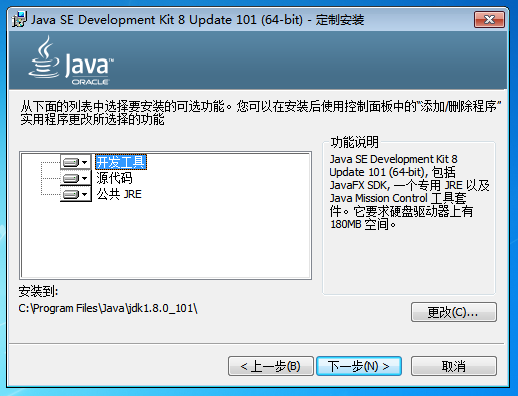 Java SE Development Kit 8 Update 101 (64-bit) - 定制安装
Java
ORACLE
从下面的列表中选择要安装的可选功能。您可以在安装后使用控制面板中的“添加/删除程序”
实用程序更改所选择的功能
开发工具
源代码
公共 JRE
功能说明
Java SE Development Kit 8
Update 101 (64-bit), 包括
JavaFX SDK, 一个专用 JRE 以及
Java Mission Control 工具套
件。它要求硬盘驱动器上有
180MB 空间。
安装到:
C:\Program Files\Java\jdk1.8.0_101\
更改(C)...
< 上一步(B)
下一步(N) >
取消